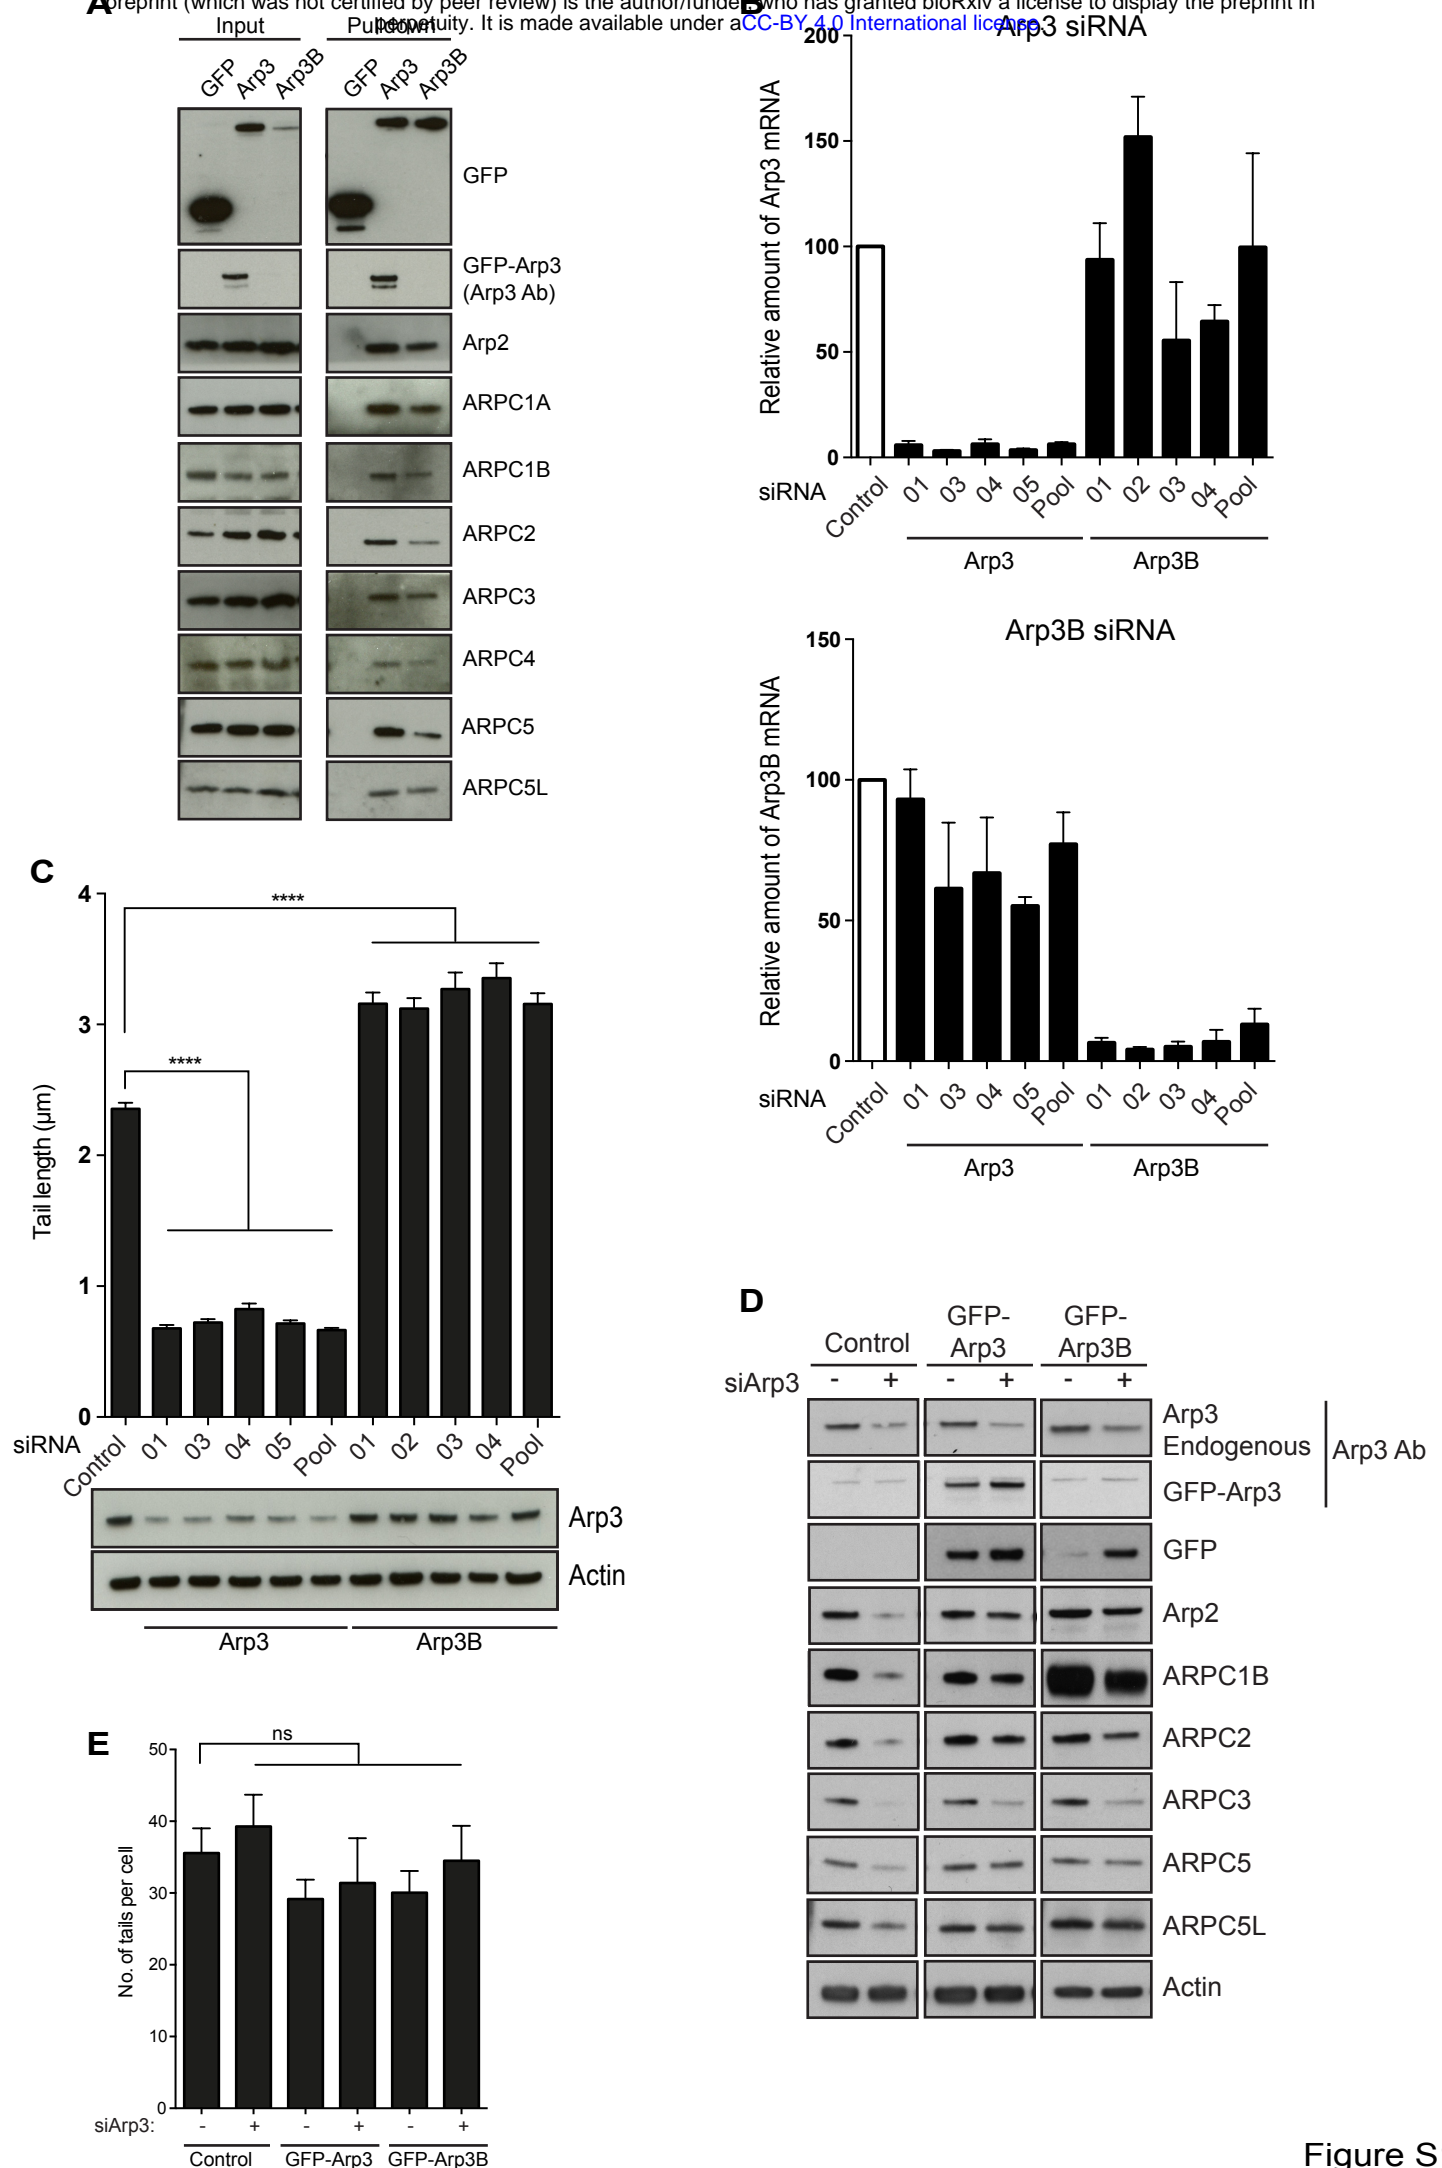 preprint (which was not certified by peer review) is the author/funder, who has granted bioRxiv a license to display the preprint in
perpetuity. It is made available under aCC-BY 4.0 International license.
A
Input
Pulldown
GFP
Arp3
Arp3B
GFP
Arp3
Arp3B
GFP
GFP-Arp3
(Arp3 Ab)
Arp2
ARPC1A
ARPC1B
ARPC2
ARPC3
ARPC4
ARPC5
ARPC5L
B
Arp3 siRNA
Relative amount of Arp3 mRNA
200
150
100
50
0
siRNA
Control
01
03
04
05
Pool
01
02
03
04
Pool
Arp3
Arp3B
Arp3B siRNA
Relative amount of Arp3B mRNA
150
100
50
0
siRNA
Control
01
03
04
05
Pool
01
02
03
04
Pool
Arp3
Arp3B
C
Tail length (μm)
4
3
2
1
0
****
****
siRNA
Control
01
03
04
05
Pool
01
02
03
04
Pool
Arp3
Actin
Arp3
Arp3B
D
Control
GFP-
Arp3
GFP-
Arp3B
siArp3
- + - + - +
Arp3
Endogenous
GFP-Arp3
Arp3 Ab
GFP
Arp2
ARPC1B
ARPC2
ARPC3
ARPC5
ARPC5L
Actin
E
No. of tails per cell
50
40
30
20
10
0
ns
siArp3:
- + - + - +
Control
GFP-Arp3
GFP-Arp3B
Figure S